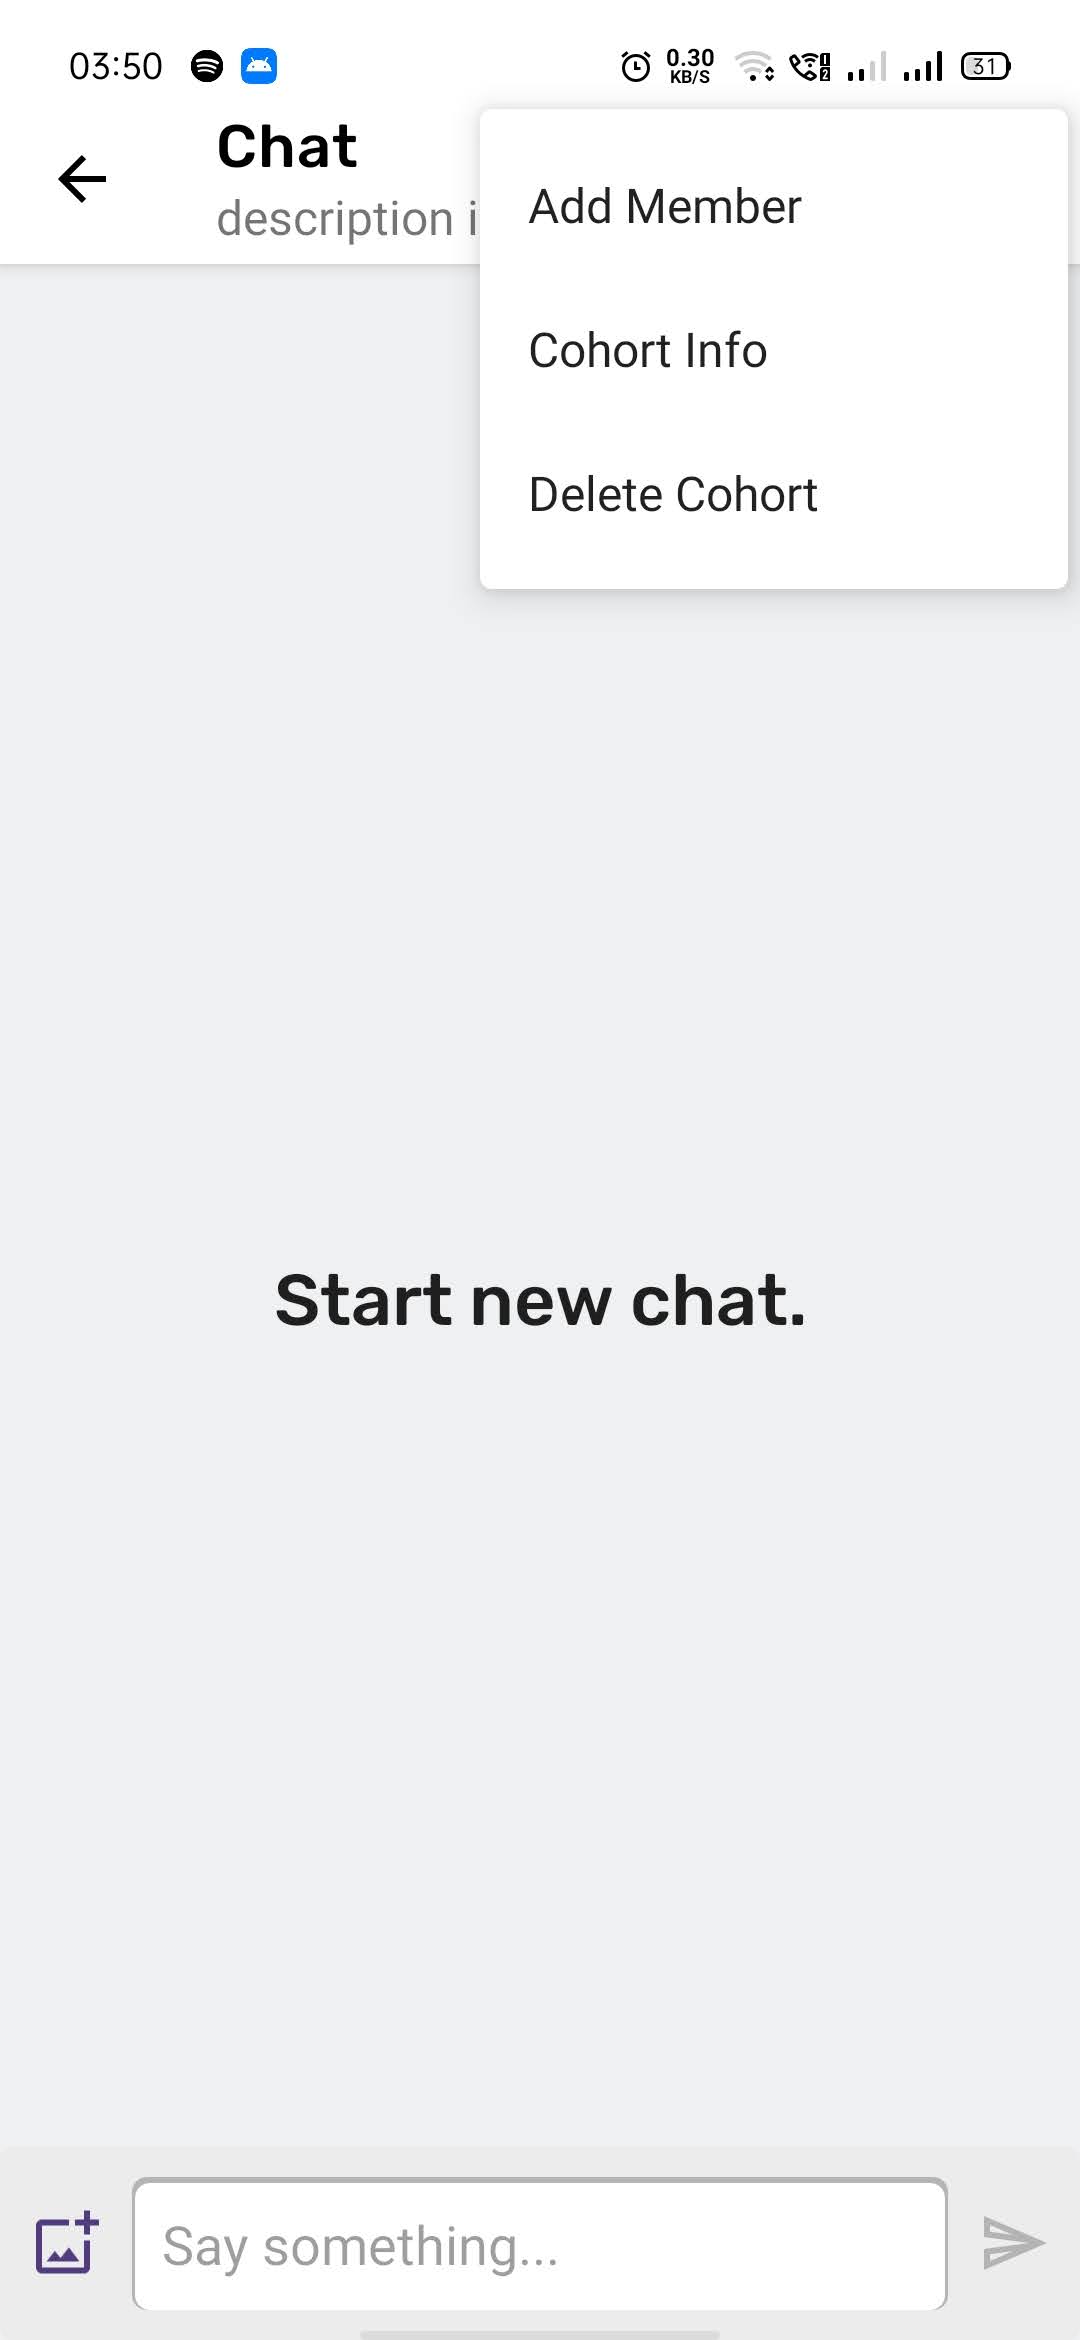 03:50
0.30
KB/S
31
Chat
description i
Add Member
Cohort Info
Delete Cohort
Start new chat.
Say something...